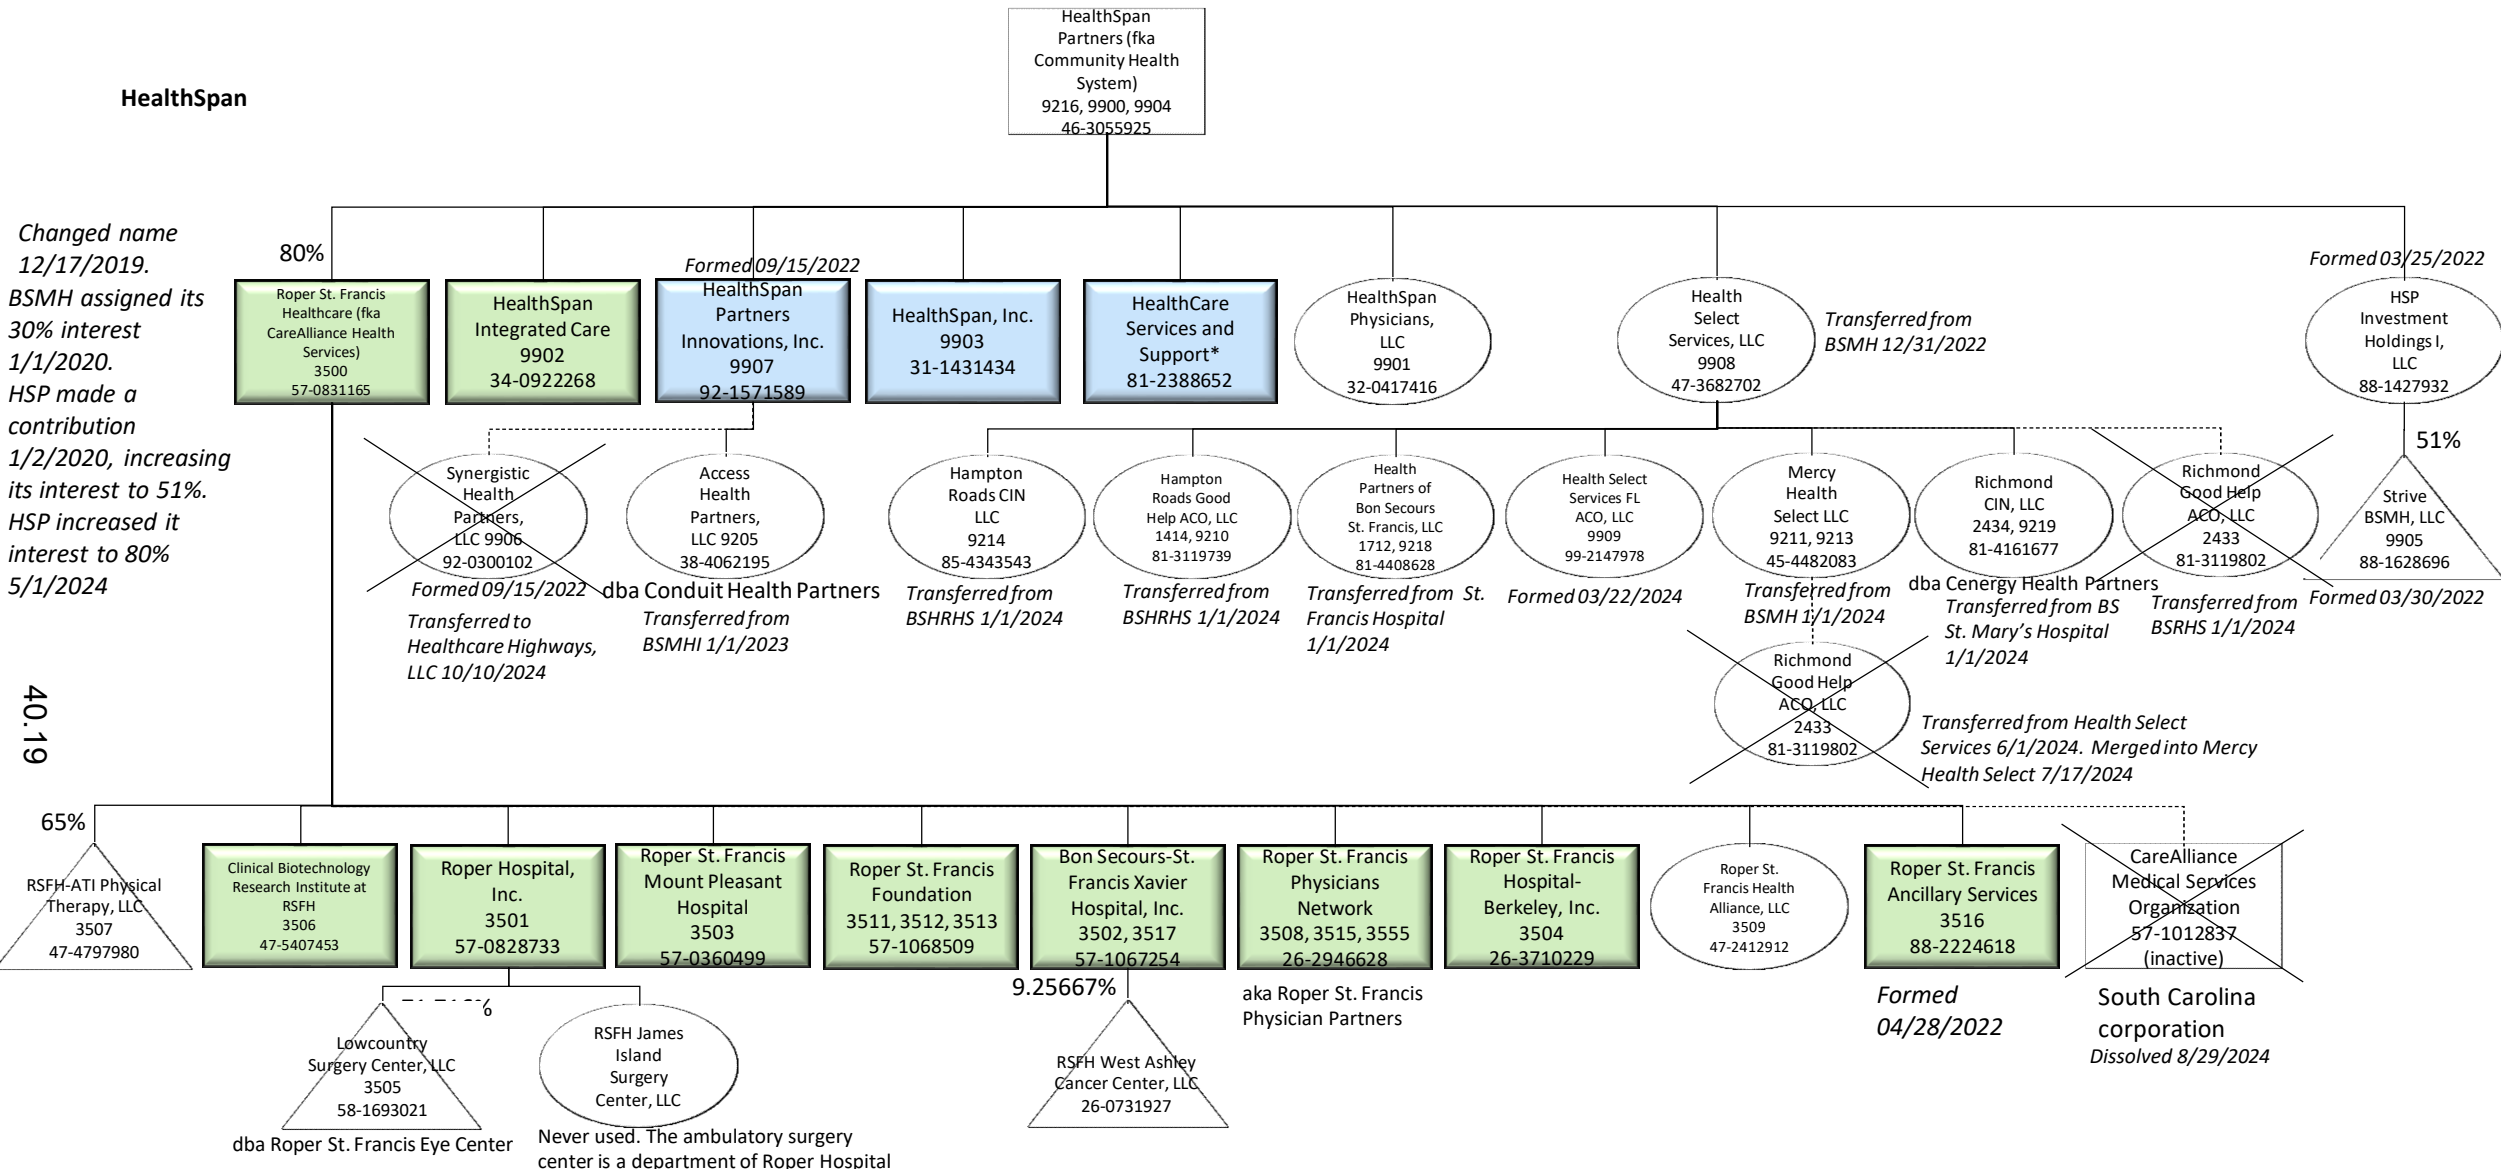 HealthSpan
HealthSpan
Partners (fka
Community Health
System)
9216, 9900, 9904
46-3055925
Changed name
12/17/2019.
BSMH assigned its
30% interest
1/1/2020.
HSP made a
contribution
1/2/2020, increasing
its interest to 51%.
HSP increased it
interest to 80%
5/1/2024
80%
Roper St. Francis
Healthcare (fka
CareAlliance Health
Services)
3500
57-0831165
HealthSpan
Integrated Care
9902
34-0922268
Formed 09/15/2022
HealthSpan
Partners
Innovations, Inc.
9907
92-1571589
HealthSpan, Inc.
9903
31-1431434
HealthCare
Services and
Support*
81-2388652
HealthSpan
Physicians,
LLC
9901
32-0417416
Health
Select
Services, LLC
9908
47-3682702
Transferred from
BSMH 12/31/2022
Formed 03/25/2022
HSP
Investment
Holdings I,
LLC
88-1427932
Synergistic
Health
Partners,
LLC 9906
92-0300102
Formed 09/15/2022
Transferred to
Healthcare Highways,
LLC 10/10/2024
Access
Health
Partners,
LLC 9205
38-4062195
dba Conduit Health Partners
Transferred from
BSMHI 1/1/2023
Hampton
Roads CIN
LLC
9214
85-4343543
Transferred from
BSHRHS 1/1/2024
Hampton
Roads Good
Help ACO, LLC
1414, 9210
81-3119739
Transferred from
BSHRHS 1/1/2024
Health
Partners of
Bon Secours
St. Francis, LLC
1712, 9218
81-4408628
Transferred from St.
Francis Hospital
1/1/2024
Health Select
Services FL
ACO, LLC
9909
99-2147978
Formed 03/22/2024
Mercy
Health
Select LLC
9211, 9213
45-4482083
Transferred from
BSMH 1/1/2024
Richmond
CIN, LLC
2434, 9219
81-4161677
dba Cenergy Health Partners
Transferred from BS
St. Mary's Hospital
1/1/2024
Richmond
Good Help
ACO, LLC
2433
81-3119802
Transferred from
BSRHS 1/1/2024
51%
Strive
BSMH, LLC
9905
88-1628696
Formed 03/30/2022
Richmond
Good Help
ACO, LLC
2433
81-3119802
Transferred from Health Select
Services 6/1/2024. Merged into Mercy
Health Select 7/17/2024
40.19
65%
RSFH-ATI Physical
Therapy, LLC
3507
47-4797980
Clinical Biotechnology
Research Institute at
RSFH
3506
47-5407453
Roper Hospital,
Inc.
3501
57-0828733
Roper St. Francis
Mount Pleasant
Hospital
3503
57-0360499
Roper St. Francis
Foundation
3511, 3512, 3513
57-1068509
Bon Secours-St.
Francis Xavier
Hospital, Inc.
3502, 3517
57-1067254
Roper St. Francis
Physicians
Network
3508, 3515, 3555
26-2946628
aka Roper St. Francis
Physician Partners
Roper St. Francis
Hospital-
Berkeley, Inc.
3504
26-3710229
Roper St.
Francis Health
Alliance, LLC
3509
47-2412912
Roper St. Francis
Ancillary Services
3516
88-2224618
Formed
04/28/2022
CareAlliance
Medical Services
Organization
57-1012837
(inactive)
South Carolina
corporation
Dissolved 8/29/2024
%
Lowcountry
Surgery Center, LLC
3505
58-1693021
dba Roper St. Francis Eye Center
RSFH James
Island
Surgery
Center, LLC
Never used. The ambulatory surgery
center is a department of Roper Hospital
9.25667%
RSFH West Ashley
Cancer Center, LLC
26-0731927